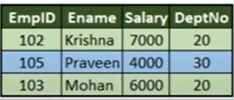 EmpID Ename Salary DeptNo
102 Krishna 7000 20
105 Praveen 4000 30
103 Mohan 6000 20